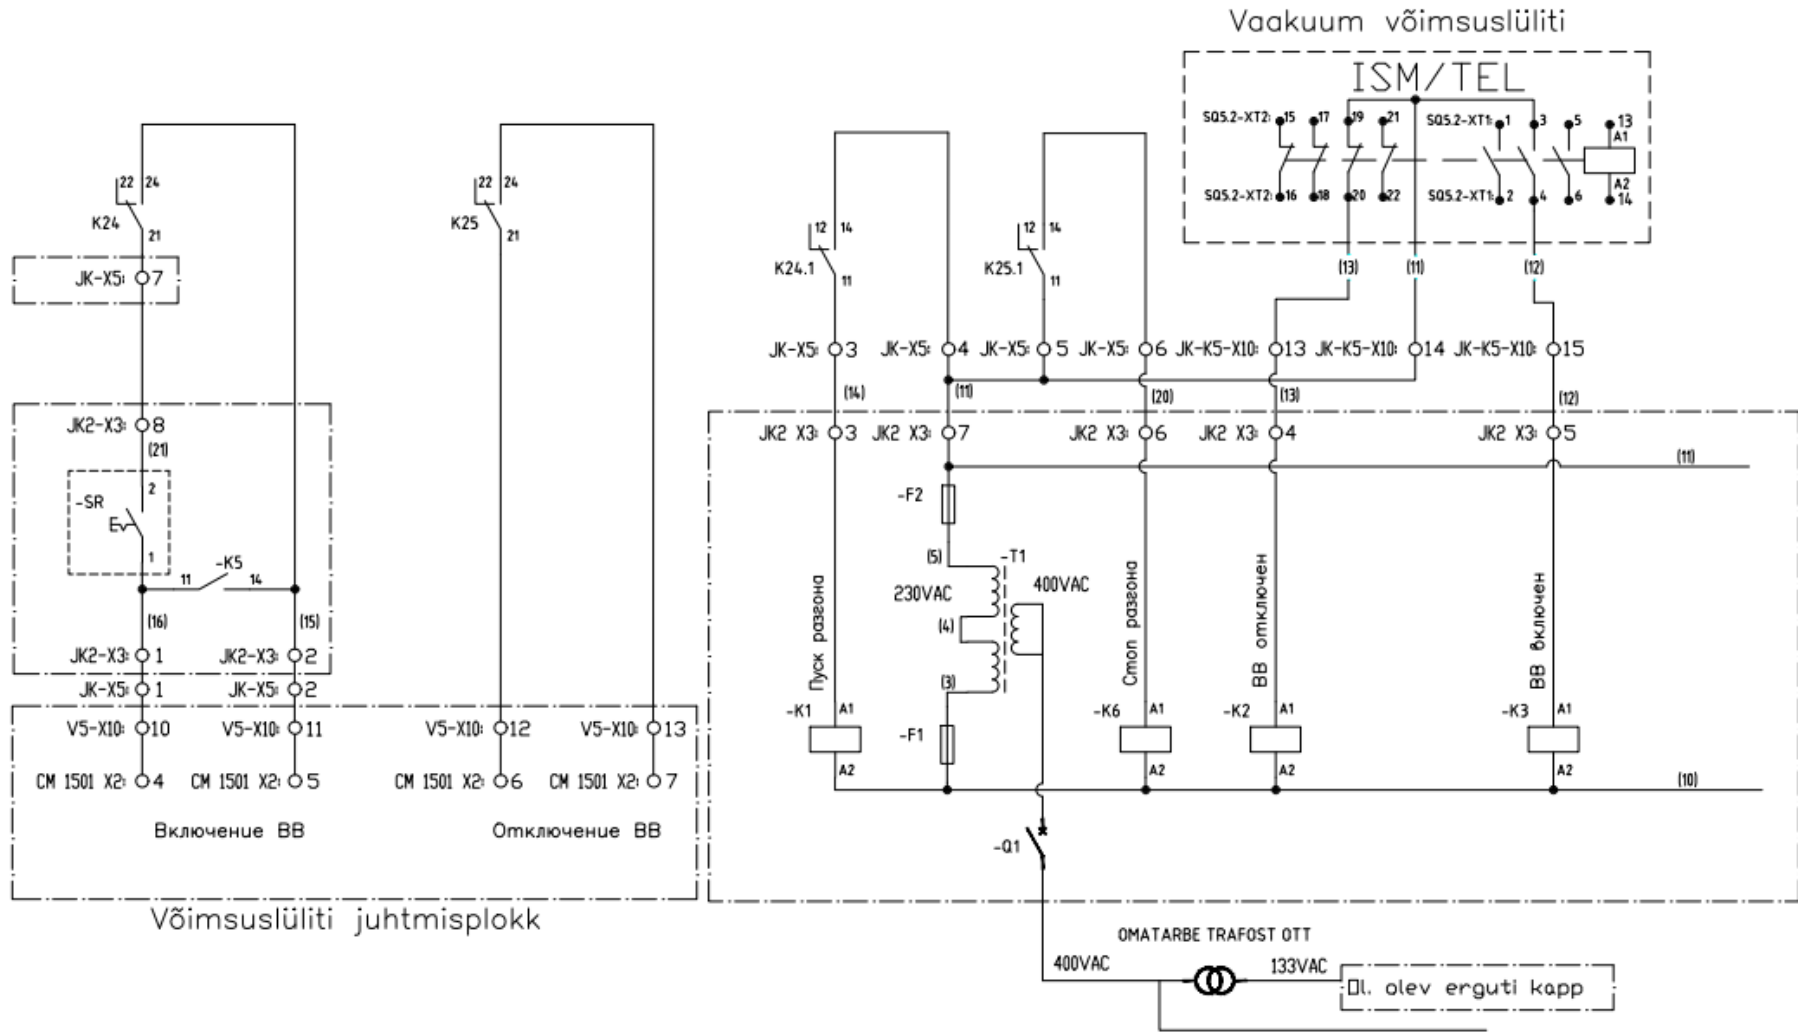 Vaakuum võimsuslüliti
ISM/TEL
SQ5.2-XT2: 15 17 19 21 SQ5.2-XT1: 1 3 5 13
A1
A2
SQ5.2-XT2: 16 18 20 22 SQ5.2-XT1: 2 4 6 14
22 24
K24
21
22 24
K25
21
12 14
K24.1
11
12 14
K25.1
11
(13) (11) (12)
JK-X5: 7
JK-X5: 3 JK-X5: 4 JK-X5: 5 JK-X5: 6 JK-K5-X10: 13 JK-K5-X10: 14 JK-K5-X10: 15
(14) (11) (20) (13) (12)
JK2-X3: 8
(21)
JK2 X3: 3 JK2 X3: 7 JK2 X3: 6 JK2 X3: 4 JK2 X3: 5
(11)
2
-SR
1
-K5
11 14
(16) (15)
JK2-X3: 1 JK2-X3: 2
JK-X5: 1 JK-X5: 2
-F2
(5)
-T1
230VAC
400VAC
(4)
(3)
-F1
Пуск разгона
Стоп разгона
ВВ отключен
ВВ включен
-K1 A1
A2
-K6 A1
A2
-K2 A1
A2
-K3 A1
A2
(10)
V5-X10: 10 V5-X10: 11 V5-X10: 12 V5-X10: 13
CM 1501 X2: 4 CM 1501 X2: 5 CM 1501 X2: 6 CM 1501 X2: 7
Включение ВВ
Отключение ВВ
Võimsuslüliti juhtmisplokk
-Q1
OMATARBE TRAFOST OTT
400VAC
133VAC
Ol. olev erguti kapp